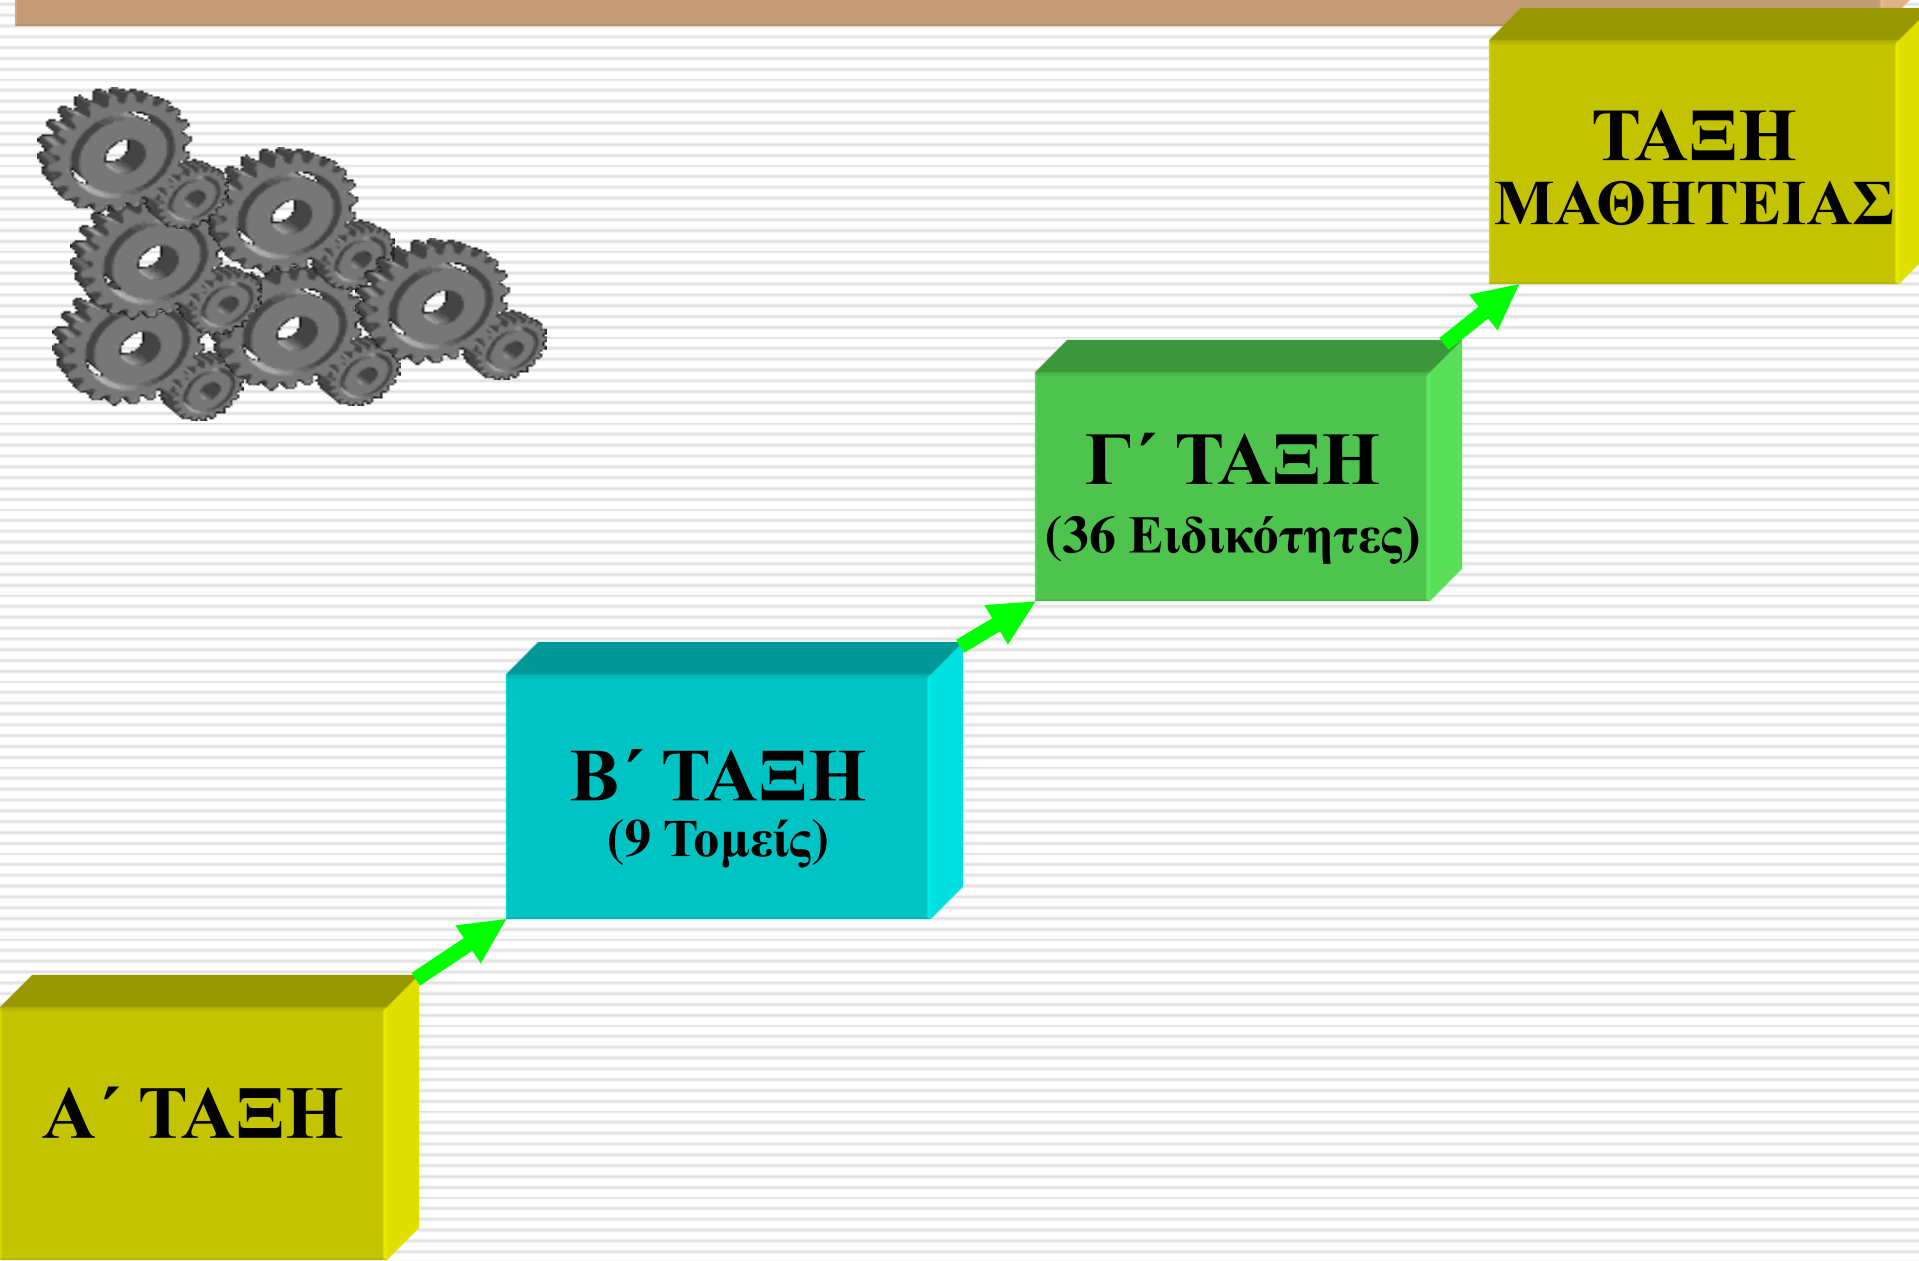 ΤΑΞΗ
ΜΑΘΗΤΕΙΑΣ
Γ΄ ΤΑΞΗ
(36 Ειδικότητες)
Β΄ ΤΑΞΗ
(9 Τομείς)
Α΄ ΤΑΞΗ